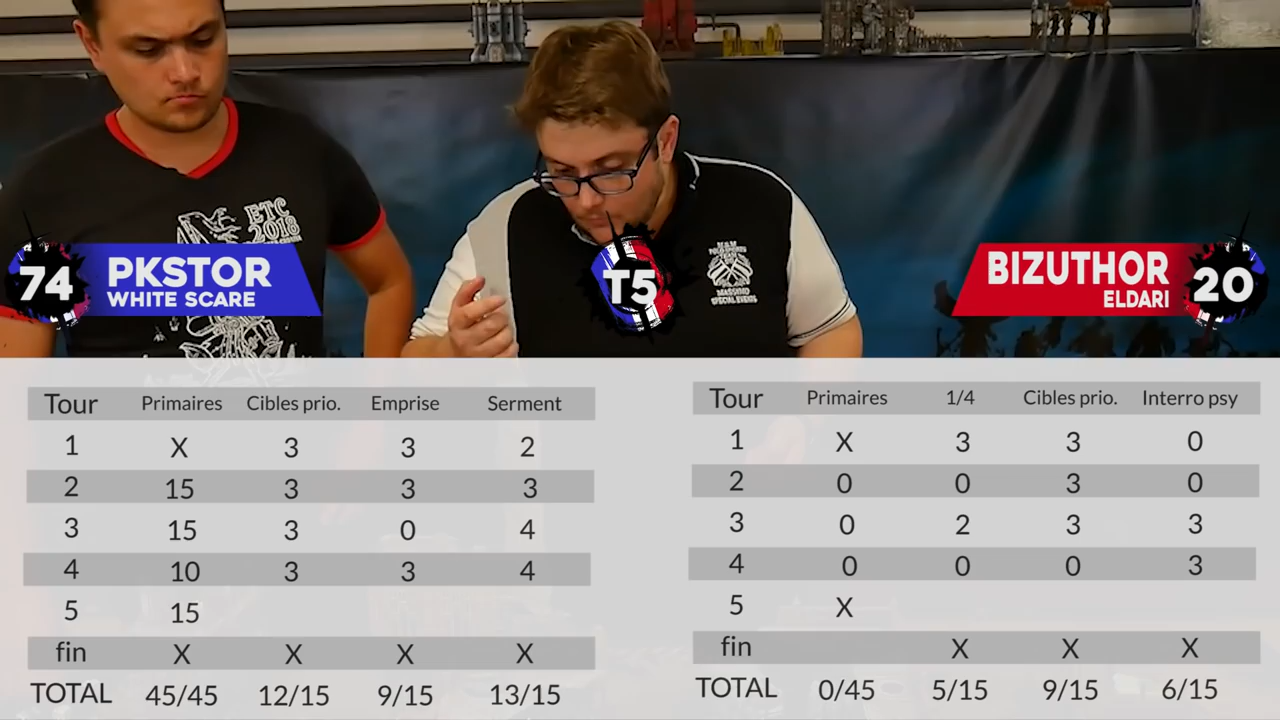 ETC
2018
74
PKSTOR
WHITE SCARE
T5
BIZUTHOR
ELDARI
20
SPECIAL EVENTS
Tour Primaires Cibles prio. Emprise Serment
1 X 3 3 2
2 15 3 3 3
3 15 3 0 4
4 10 3 3 4
5 15
fin X X X X
TOTAL 45/45 12/15 9/15 13/15
Tour Primaires 1/4 Cibles prio. Interro psy
1 X 3 3 0
2 0 0 3 0
3 0 2 3 3
4 0 0 0 3
5 X
fin X X X
TOTAL 0/45 5/15 9/15 6/15